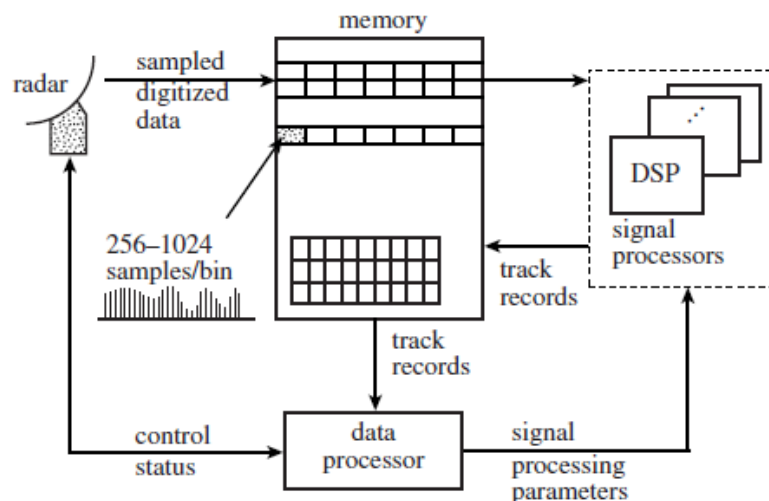 memory
radar
sampled
digitized
data
DSP
signal
processors
256–1024
samples/bin
track
records
track
records
control
status
data
processor
signal
processing
parameters